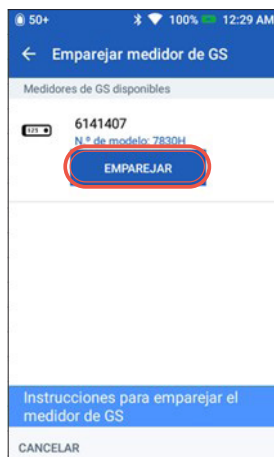 50+ 100% 12:29 AM
← Emparejar medidor de GS
Medidores de GS disponibles
123
6141407
N.º de modelo: 7830H
EMPAREJAR
Instrucciones para emparejar el
medidor de GS
CANCELAR